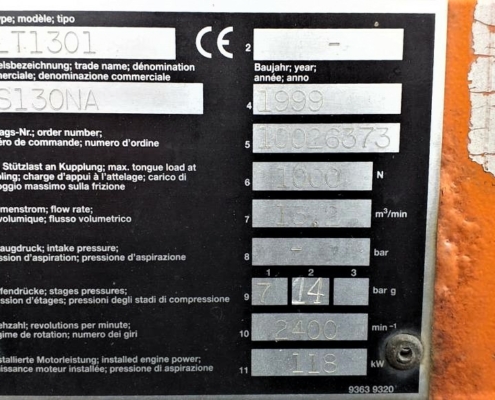 ype; modèle; tipo
LT1301
CE
2 -
elsbezeichnung; trade name; dénomination
merciale; denominazione commerciale
Baujahr; year;
année; anno
S130NA
4 1999
ags-Nr.; order number;
éro de commande; numero d'ordine
5 10026373
Stützlast an Kupplung; max. tongue load at
pling; charge d'appui à l'attelage; carico di
oggio massimo sulla frizione
6 1000 N
menstrom; flow rate;
volumique; flusso volumetrico
7 m³/min
augdruck; intake pressure;
ssion d'aspiration; pressione d'aspirazione
8 - bar
1 2 3
fendrücke; stages pressures;
ession d'étages; pressioni degli stadi di compressione
9 7 14 bar g
ehzahl; revolutions per minute;
gime de rotation; numero dei giri
10 2400 min⁻¹
stallierte Motorleistung; installed engine power;
issance moteur installée; pressione di aspirazione
11 118 kW
9363 9320